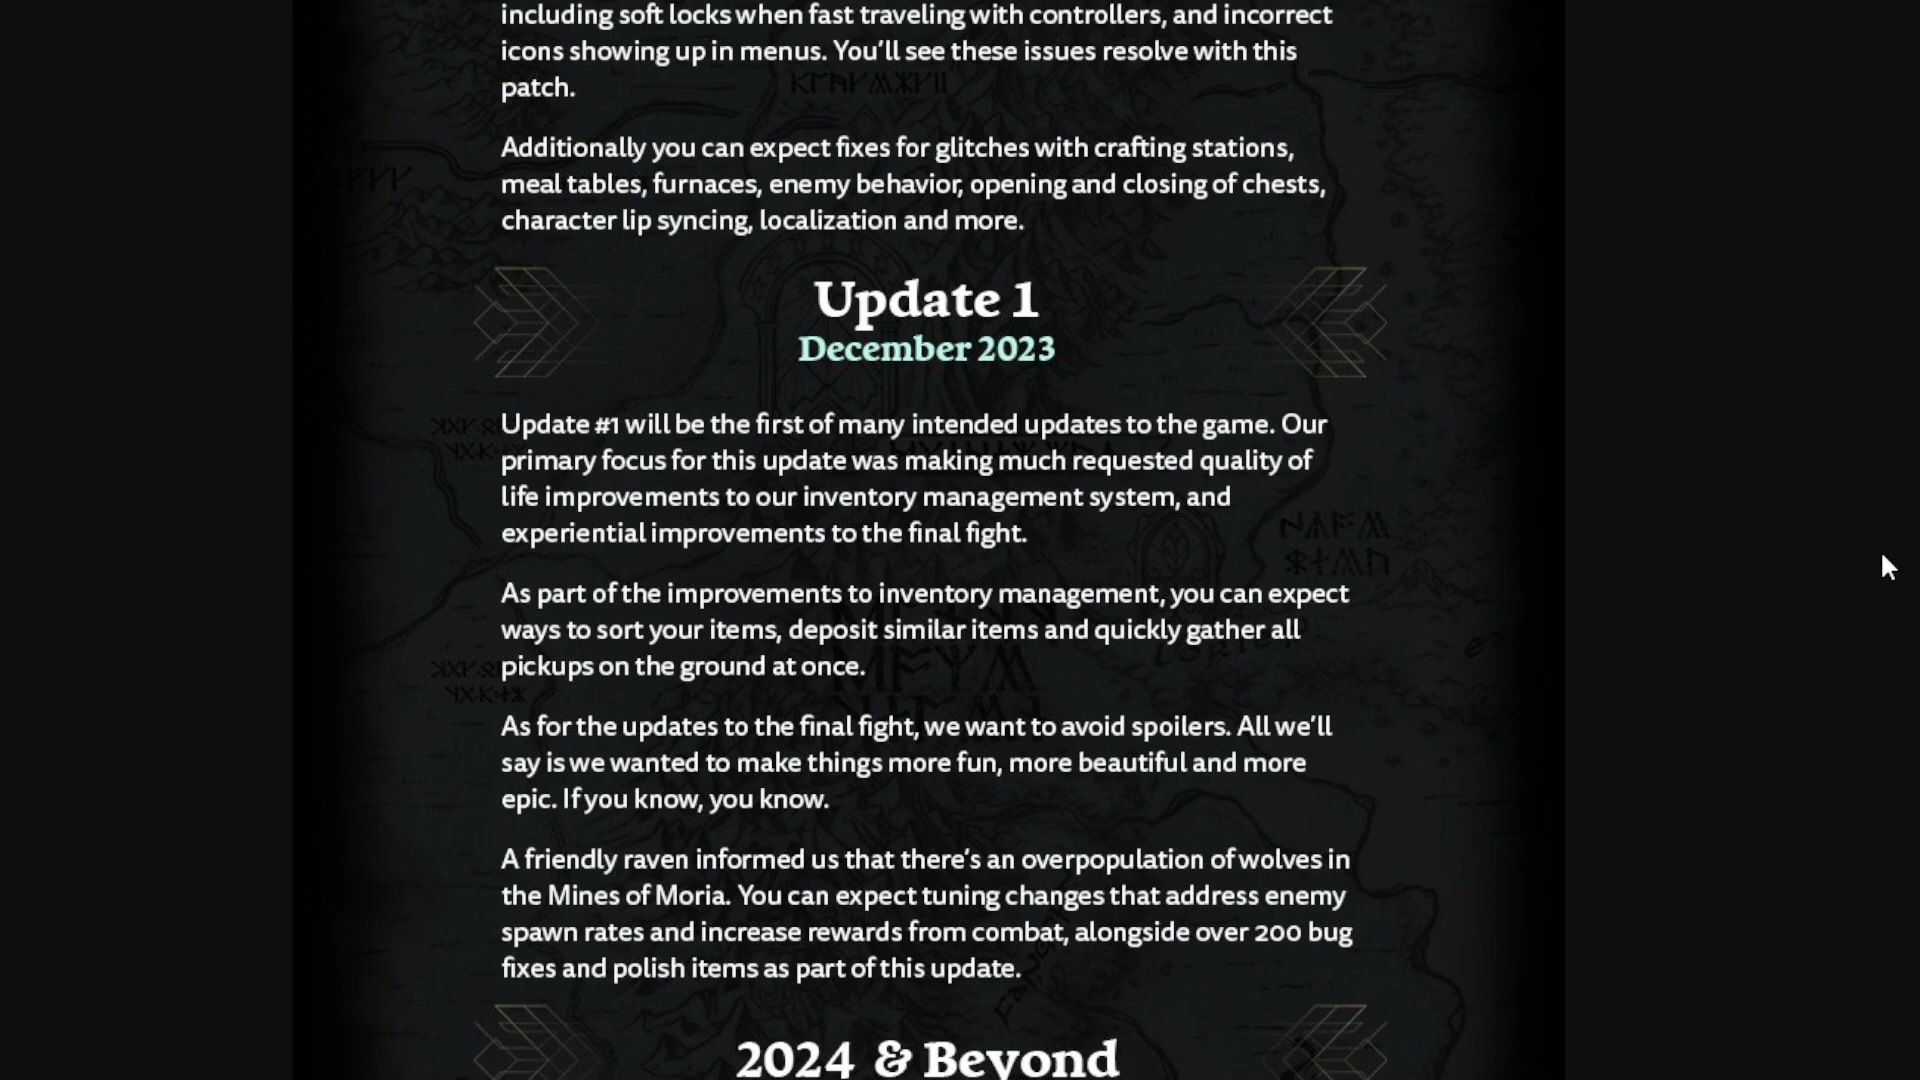 including soft locks when fast traveling with controllers, and incorrect
icons showing up in menus. You'll see these issues resolve with this
patch.
Additionally you can expect fixes for glitches with crafting stations,
meal tables, furnaces, enemy behavior, opening and closing of chests,
character lip syncing, localization and more.
Update 1
December 2023
Update #1 will be the first of many intended updates to the game. Our
primary focus for this update was making much requested quality of
life improvements to our inventory management system, and
experiential improvements to the final fight.
As part of the improvements to inventory management, you can expect
ways to sort your items, deposit similar items and quickly gather all
pickups on the ground at once.
As for the updates to the final fight, we want to avoid spoilers. All we'll
say is we wanted to make things more fun, more beautiful and more
epic. If you know, you know.
A friendly raven informed us that there's an overpopulation of wolves in
the Mines of Moria. You can expect tuning changes that address enemy
spawn rates and increase rewards from combat, alongside over 200 bug
fixes and polish items as part of this update.
2024 & Beyond